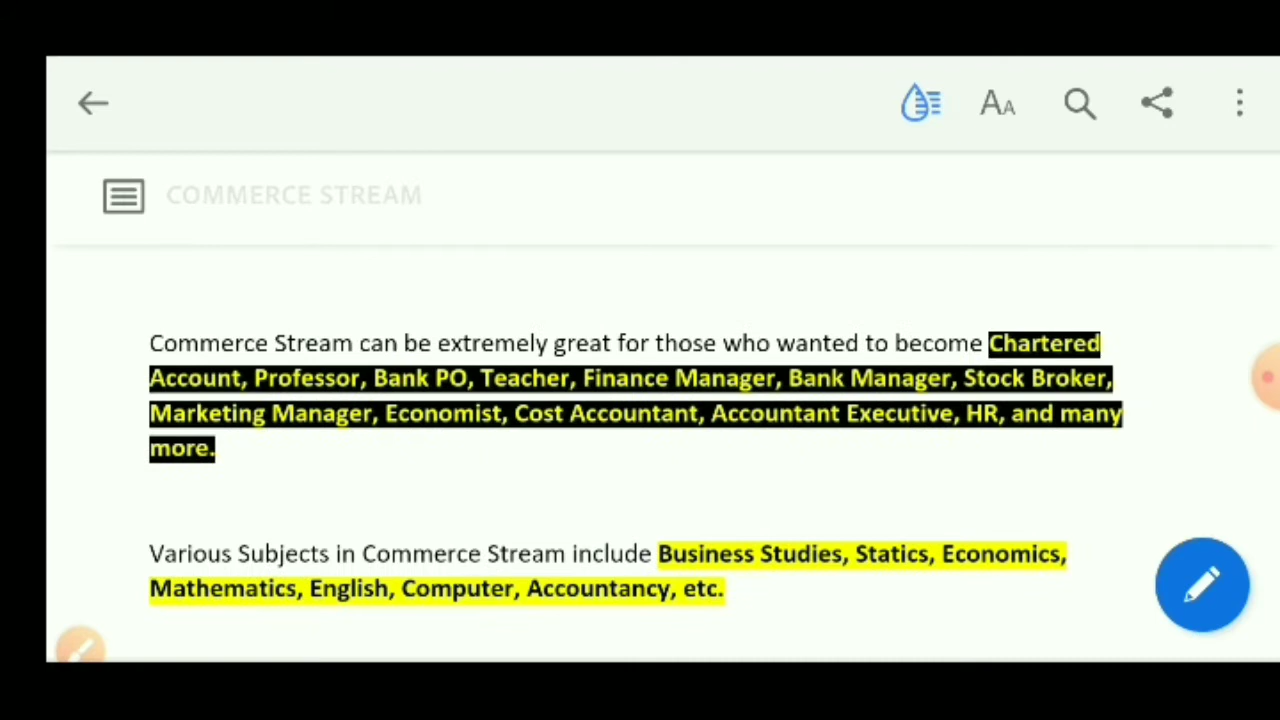 AA
COMMERCE STREAM
Commerce Stream can be extremely great for those who wanted to become Chartered
Account, Professor, Bank PO, Teacher, Finance Manager, Bank Manager, Stock Broker,
Marketing Manager, Economist, Cost Accountant, Accountant Executive, HR, and many
more.
Various Subjects in Commerce Stream include Business Studies, Statics, Economics,
Mathematics, English, Computer, Accountancy, etc.